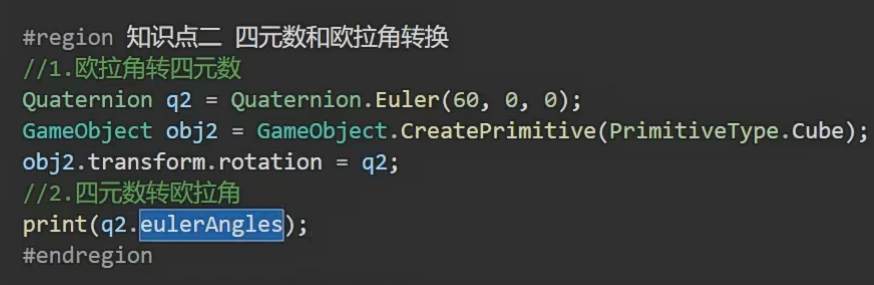 #region 知识点二 四元数和欧拉角转换
//1.欧拉角转四元数
Quaternion q2 = Quaternion.Euler(60, 0, 0);
GameObject obj2 = GameObject.CreatePrimitive(PrimitiveType.Cube);
obj2.transform.rotation = q2;
//2.四元数转欧拉角
print(q2.eulerAngles);
#endregion